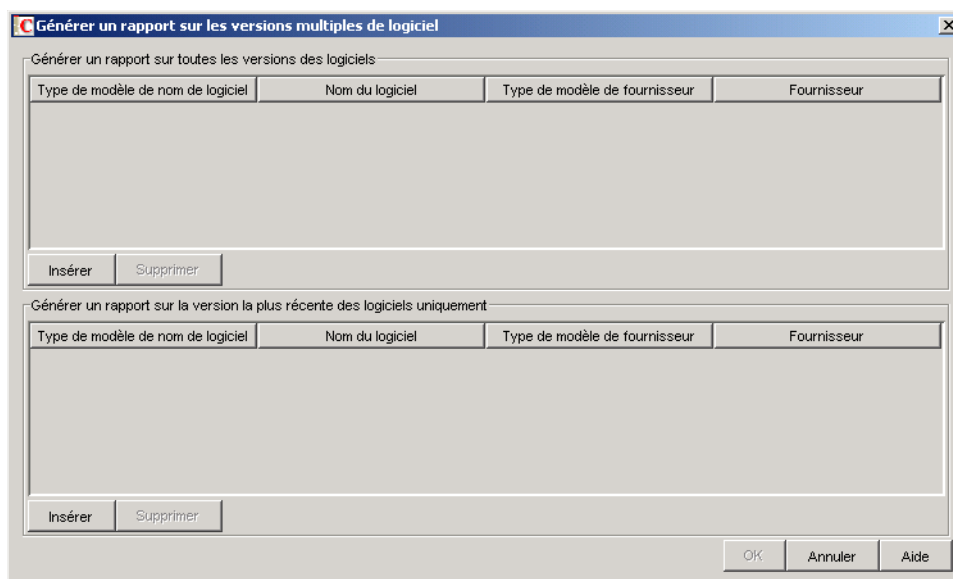 C Générer un rapport sur les versions multiples de logiciel
Générer un rapport sur toutes les versions des logiciels
Type de modèle de nom de logiciel Nom du logiciel Type de modèle de fournisseur Fournisseur
Insérer Supprimer
Générer un rapport sur la version la plus récente des logiciels uniquement
Type de modèle de nom de logiciel Nom du logiciel Type de modèle de fournisseur Fournisseur
Insérer Supprimer
OK Annuler Aide